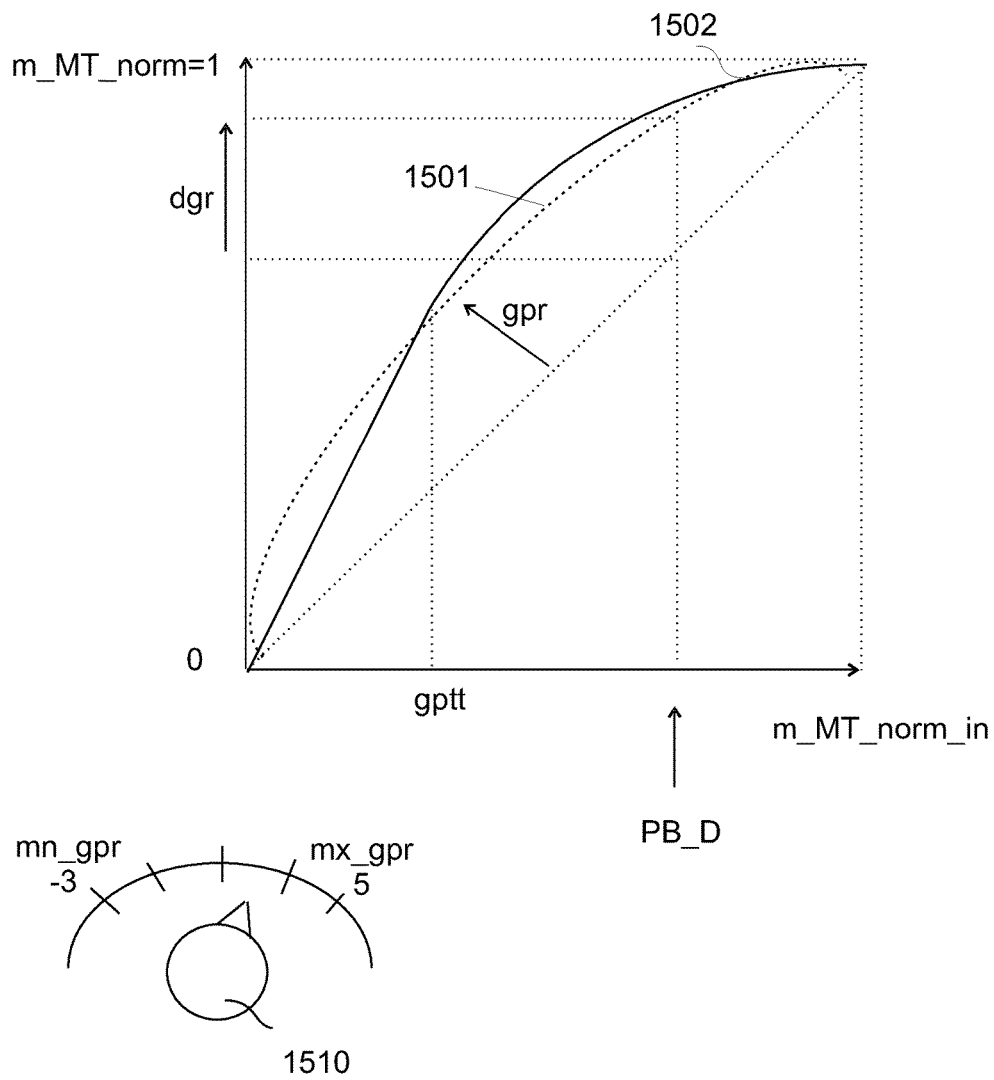 1502
m_MT_norm=1
1501
dgr
gpr
0
gptt
m_MT_norm_in
PB_D
mn_gpr
mx_gpr
-3
5
1510